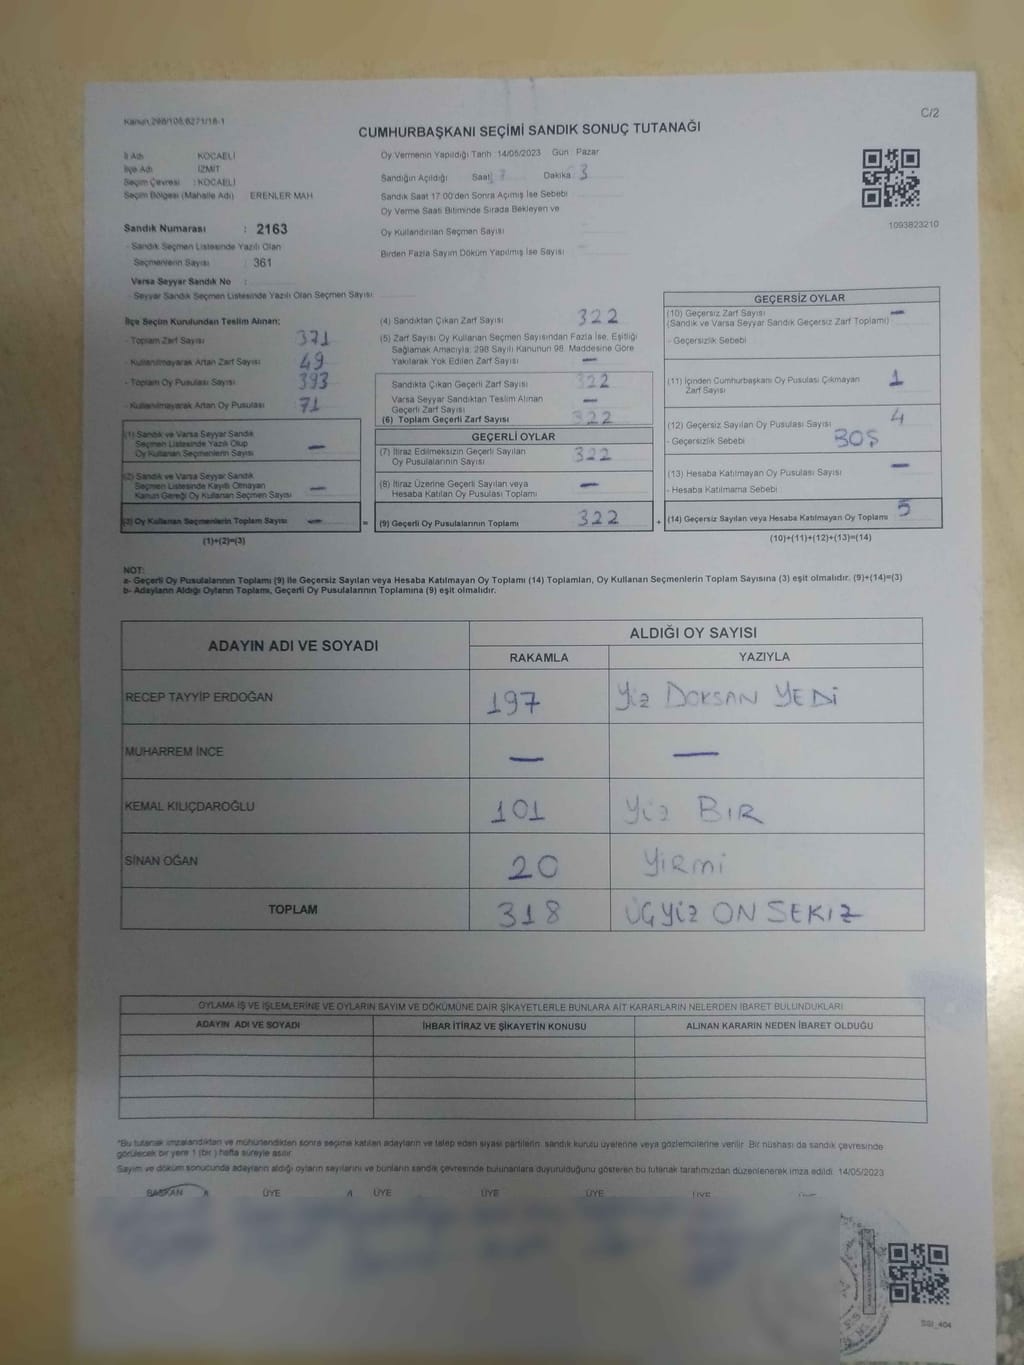 Kanun 298/108,6271/18-1
C/2
CUMHURBAŞKANI SEÇİMİ SANDIK SONUÇ TUTANAĞI
İl Adı KOCAELİ
İlçe Adı İZMİT
Seçim Çevresi : KOCAELİ
Seçim Bölgesi (Mahalle Adı) ERENLER MAH
Sandık Numarası : 2163
- Sandık Seçmen Listesinde Yazılı Olan
Seçmenlerin Sayısı : 361
Varsa Seyyar Sandık No :
- Seyyar Sandık Seçmen Listesinde Yazılı Olan Seçmen Sayısı:
Oy Vermenin Yapıldığı Tarih :14/05/2023 Gün : Pazar
Sandığın Açıldığı Saat: Dakika : 3
Sandık Saat 17:00'den Sonra Açılmış İse Sebebi
Oy Verme Saati Bitiminde Sırada Bekleyen ve
Oy Kullandırılan Seçmen Sayısı
Birden Fazla Sayım Döküm Yapılmış İse Sayısı
1093823210
İlçe Seçim Kurulundan Teslim Alınan;
- Toplam Zarf Sayısı 371
- Kullanılmayarak Artan Zarf Sayısı 49
- Toplam Oy Pusulası Sayısı 393
- Kullanılmayarak Artan Oy Pusulası 71
(1) Sandık ve Varsa Seyyar Sandık
Seçmen Listesinde Yazılı Olup
Oy Kullanan Seçmenlerin Sayısı —
(2) Sandık ve Varsa Seyyar Sandık
Seçmen Listesinde Kayıtlı Olmayan
Kanun Gereği Oy Kullanan Seçmen Sayısı —
(3) Oy Kullanan Seçmenlerin Toplam Sayısı —
(1)+(2)=(3)
=
(4) Sandıktan Çıkan Zarf Sayısı 322
(5) Zarf Sayısı Oy Kullanan Seçmen Sayısından Fazla İse, Eşitliği
Sağlamak Amacıyla; 298 Sayılı Kanunun 98. Maddesine Göre
Yakılarak Yok Edilen Zarf Sayısı —
Sandıkta Çıkan Geçerli Zarf Sayısı 322
Varsa Seyyar Sandıktan Teslim Alınan
Geçerli Zarf Sayısı —
(6) Toplam Geçerli Zarf Sayısı 322
GEÇERLİ OYLAR
(7) İtiraz Edilmeksizin Geçerli Sayılan
Oy Pusulalarının Sayısı 322
(8) İtiraz Üzerine Geçerli Sayılan veya
Hesaba Katılan Oy Pusulası Toplamı —
(9) Geçerli Oy Pusulalarının Toplamı 322
+
GEÇERSİZ OYLAR
(10) Geçersiz Zarf Sayısı —
(Sandık ve Varsa Seyyar Sandık Geçersiz Zarf Toplamı)
- Geçersizlik Sebebi
(11) İçinden Cumhurbaşkanı Oy Pusulası Çıkmayan
Zarf Sayısı 1
(12) Geçersiz Sayılan Oy Pusulası Sayısı 4
- Geçersizlik Sebebi BOŞ
(13) Hesaba Katılmayan Oy Pusulası Sayısı —
- Hesaba Katılmama Sebebi
(14) Geçersiz Sayılan veya Hesaba Katılmayan Oy Toplamı 5
(10)+(11)+(12)+(13)=(14)
NOT:
a- Geçerli Oy Pusulalarının Toplamı (9) İle Geçersiz Sayılan veya Hesaba Katılmayan Oy Toplamı (14) Toplamları, Oy Kullanan Seçmenlerin Toplam Sayısına (3) eşit olmalıdır. (9)+(14)=(3)
b- Adayların Aldığı Oyların Toplamı, Geçerli Oy Pusulalarının Toplamına (9) eşit olmalıdır.
ADAYIN ADI VE SOYADI ALDIĞI OY SAYISI
RAKAMLA YAZIYLA
RECEP TAYYİP ERDOĞAN 197 Yüz DOKSAN YEDİ
MUHARREM İNCE — —
KEMAL KILIÇDAROĞLU 101 Yüz BİR
SİNAN OĞAN 20 Yirmi
TOPLAM 318 ÜÇYüz ON SEKİZ
OYLAMA İŞ VE İŞLEMLERİNE VE OYLARIN SAYIM VE DÖKÜMÜNE DAİR ŞİKAYETLERLE BUNLARA AİT KARARLARIN NELERDEN İBARET BULUNDUKLARI
ADAYIN ADI VE SOYADI İHBAR İTİRAZ VE ŞİKAYETİN KONUSU ALINAN KARARIN NEDEN İBARET OLDUĞU
*Bu tutanak imzalandıktan ve mühürlendikten sonra seçime katılan adayların ve talep eden siyasi partilerin sandık kurulu üyelerine veya gözlemcilerine verilir. Bir nüshası da sandık çevresinde
görülecek bir yere 1 (bir ) hafta süreyle asılır.
Sayım ve döküm sonucunda adayların aldığı oyların sayılarını ve bunların sandık çevresinde bulunanlara duyurulduğunu gösteren bu tutanak tarafımızdan düzenlenerek imza edildi. 14/05/2023
BAŞKAN ÜYE ÜYE ÜYE ÜYE ÜYE
SSI_404